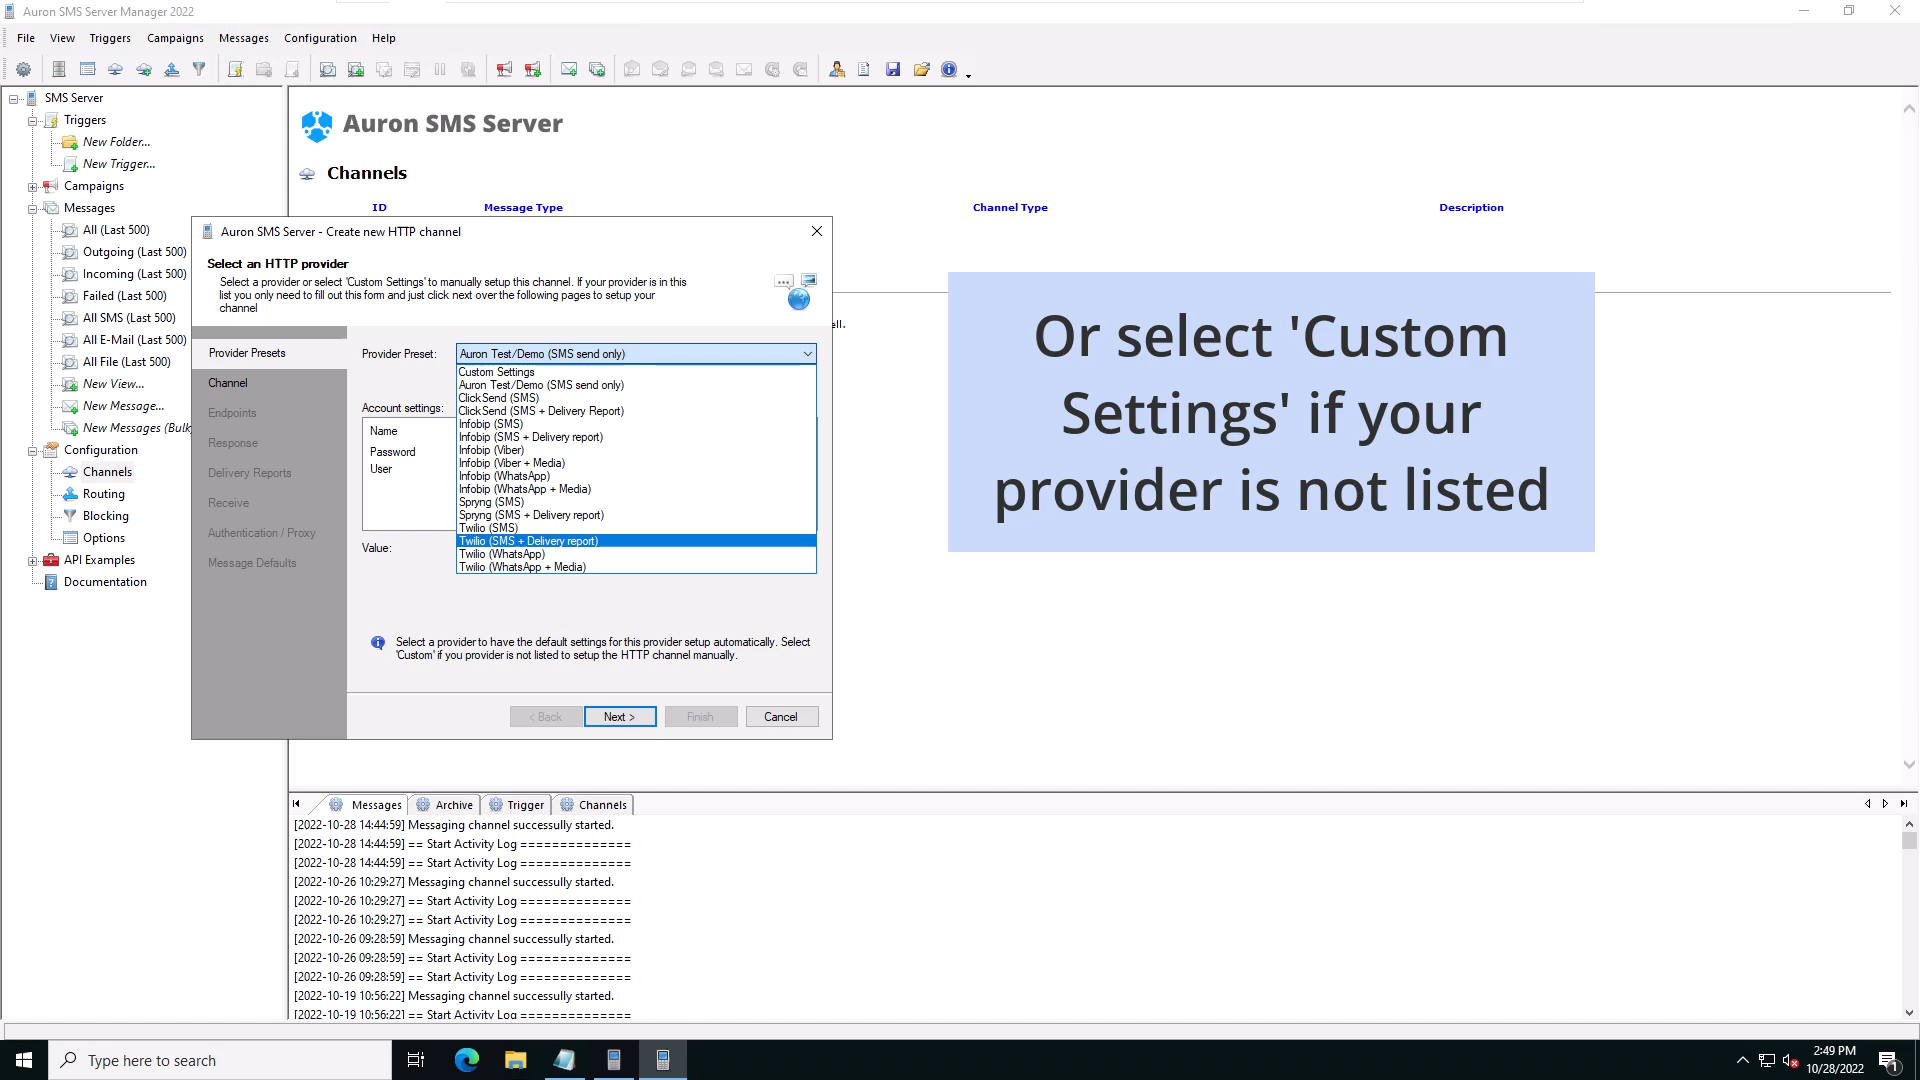 Auron SMS Server Manager 2022
File View Triggers Campaigns Messages Configuration Help
SMS Server
Triggers
New Folder...
New Trigger...
Campaigns
Messages
All (Last 500)
Outgoing (Last 500)
Incoming (Last 500)
Failed (Last 500)
All SMS (Last 500)
All E-Mail (Last 500)
All File (Last 500)
New View...
New Message...
New Messages (Bulk
Configuration
Channels
Routing
Blocking
Options
API Examples
Documentation
Auron SMS Server
Channels
ID Message Type Channel Type Description
ell.
Auron SMS Server - Create new HTTP channel
Select an HTTP provider
Select a provider or select 'Custom Settings' to manually setup this channel. If your provider is in this
list you only need to fill out this form and just click next over the following pages to setup your
channel
Provider Presets
Channel
Endpoints
Response
Delivery Reports
Receive
Authentication / Proxy
Message Defaults
Provider Preset: Auron Test/Demo (SMS send only)
Custom Settings
Auron Test/Demo (SMS send only)
ClickSend (SMS)
ClickSend (SMS + Delivery Report)
Infobip (SMS)
Infobip (SMS + Delivery report)
Infobip (Viber)
Infobip (Viber + Media)
Infobip (WhatsApp)
Infobip (WhatsApp + Media)
Spryng (SMS)
Spryng (SMS + Delivery report)
Twilio (SMS)
Twilio (SMS + Delivery report)
Twilio (WhatsApp)
Twilio (WhatsApp + Media)
Account settings:
Name
Password
User
Value:
Select a provider to have the default settings for this provider setup automatically. Select
'Custom' if you provider is not listed to setup the HTTP channel manually.
< Back Next > Finish Cancel
Or select 'Custom
Settings' if your
provider is not listed
Messages Archive Trigger Channels
[2022-10-28 14:44:59] Messaging channel successully started.
[2022-10-28 14:44:59] == Start Activity Log ==============
[2022-10-28 14:44:59] == Start Activity Log ==============
[2022-10-26 10:29:27] Messaging channel successully started.
[2022-10-26 10:29:27] == Start Activity Log ==============
[2022-10-26 10:29:27] == Start Activity Log ==============
[2022-10-26 09:28:59] Messaging channel successully started.
[2022-10-26 09:28:59] == Start Activity Log ==============
[2022-10-26 09:28:59] == Start Activity Log ==============
[2022-10-19 10:56:22] Messaging channel successully started.
[2022-10-19 10:56:22] == Start Activity Log ==============
Type here to search
2:49 PM
10/28/2022
1